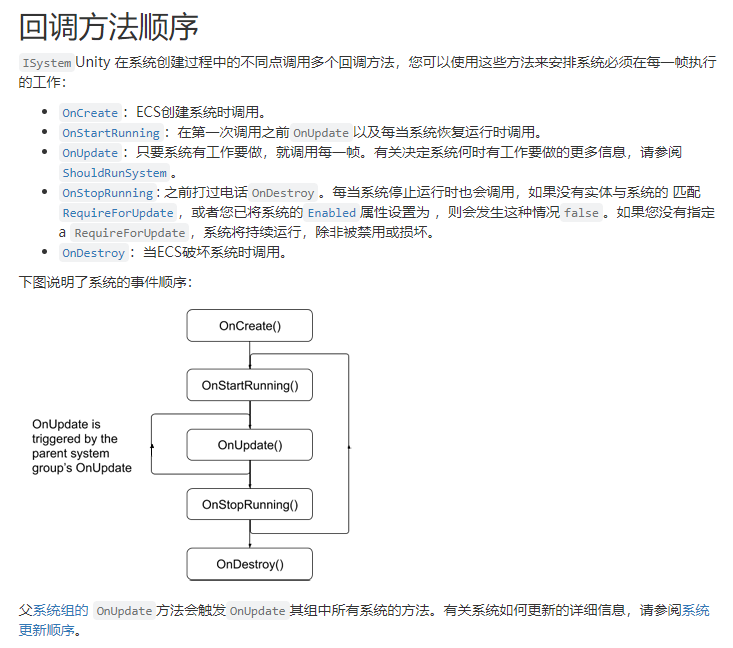 回调方法顺序
ISystem Unity 在系统创建过程中的不同点调用多个回调方法，您可以使用这些方法来安排系统必须在每一帧执行
的工作：
OnCreate： ECS创建系统时调用。
OnStartRunning： 在第一次调用之前 OnUpdate 以及每当系统恢复运行时调用。
OnUpdate： 只要系统有工作要做，就调用每一帧。有关决定系统何时有工作要做的更多信息，请参阅
ShouldRunSystem 。
OnStopRunning : 之前打过电话 OnDestroy 。每当系统停止运行时也会调用，如果没有实体与系统的 匹配
RequireForUpdate ，或者您已将系统的 Enabled 属性设置为 ，则会发生这种情况 false 。如果您没有指定
a RequireForUpdate ，系统将持续运行，除非被禁用或损坏。
OnDestroy： 当ECS破坏系统时调用。
下图说明了系统的事件顺序：
OnCreate()
OnStartRunning()
OnUpdate is
triggered by the
parent system
group's OnUpdate
OnUpdate()
OnStopRunning()
OnDestroy()
父系统组的 OnUpdate 方法会触发 OnUpdate 其组中所有系统的方法。有关系统如何更新的详细信息，请参阅系统
更新顺序。